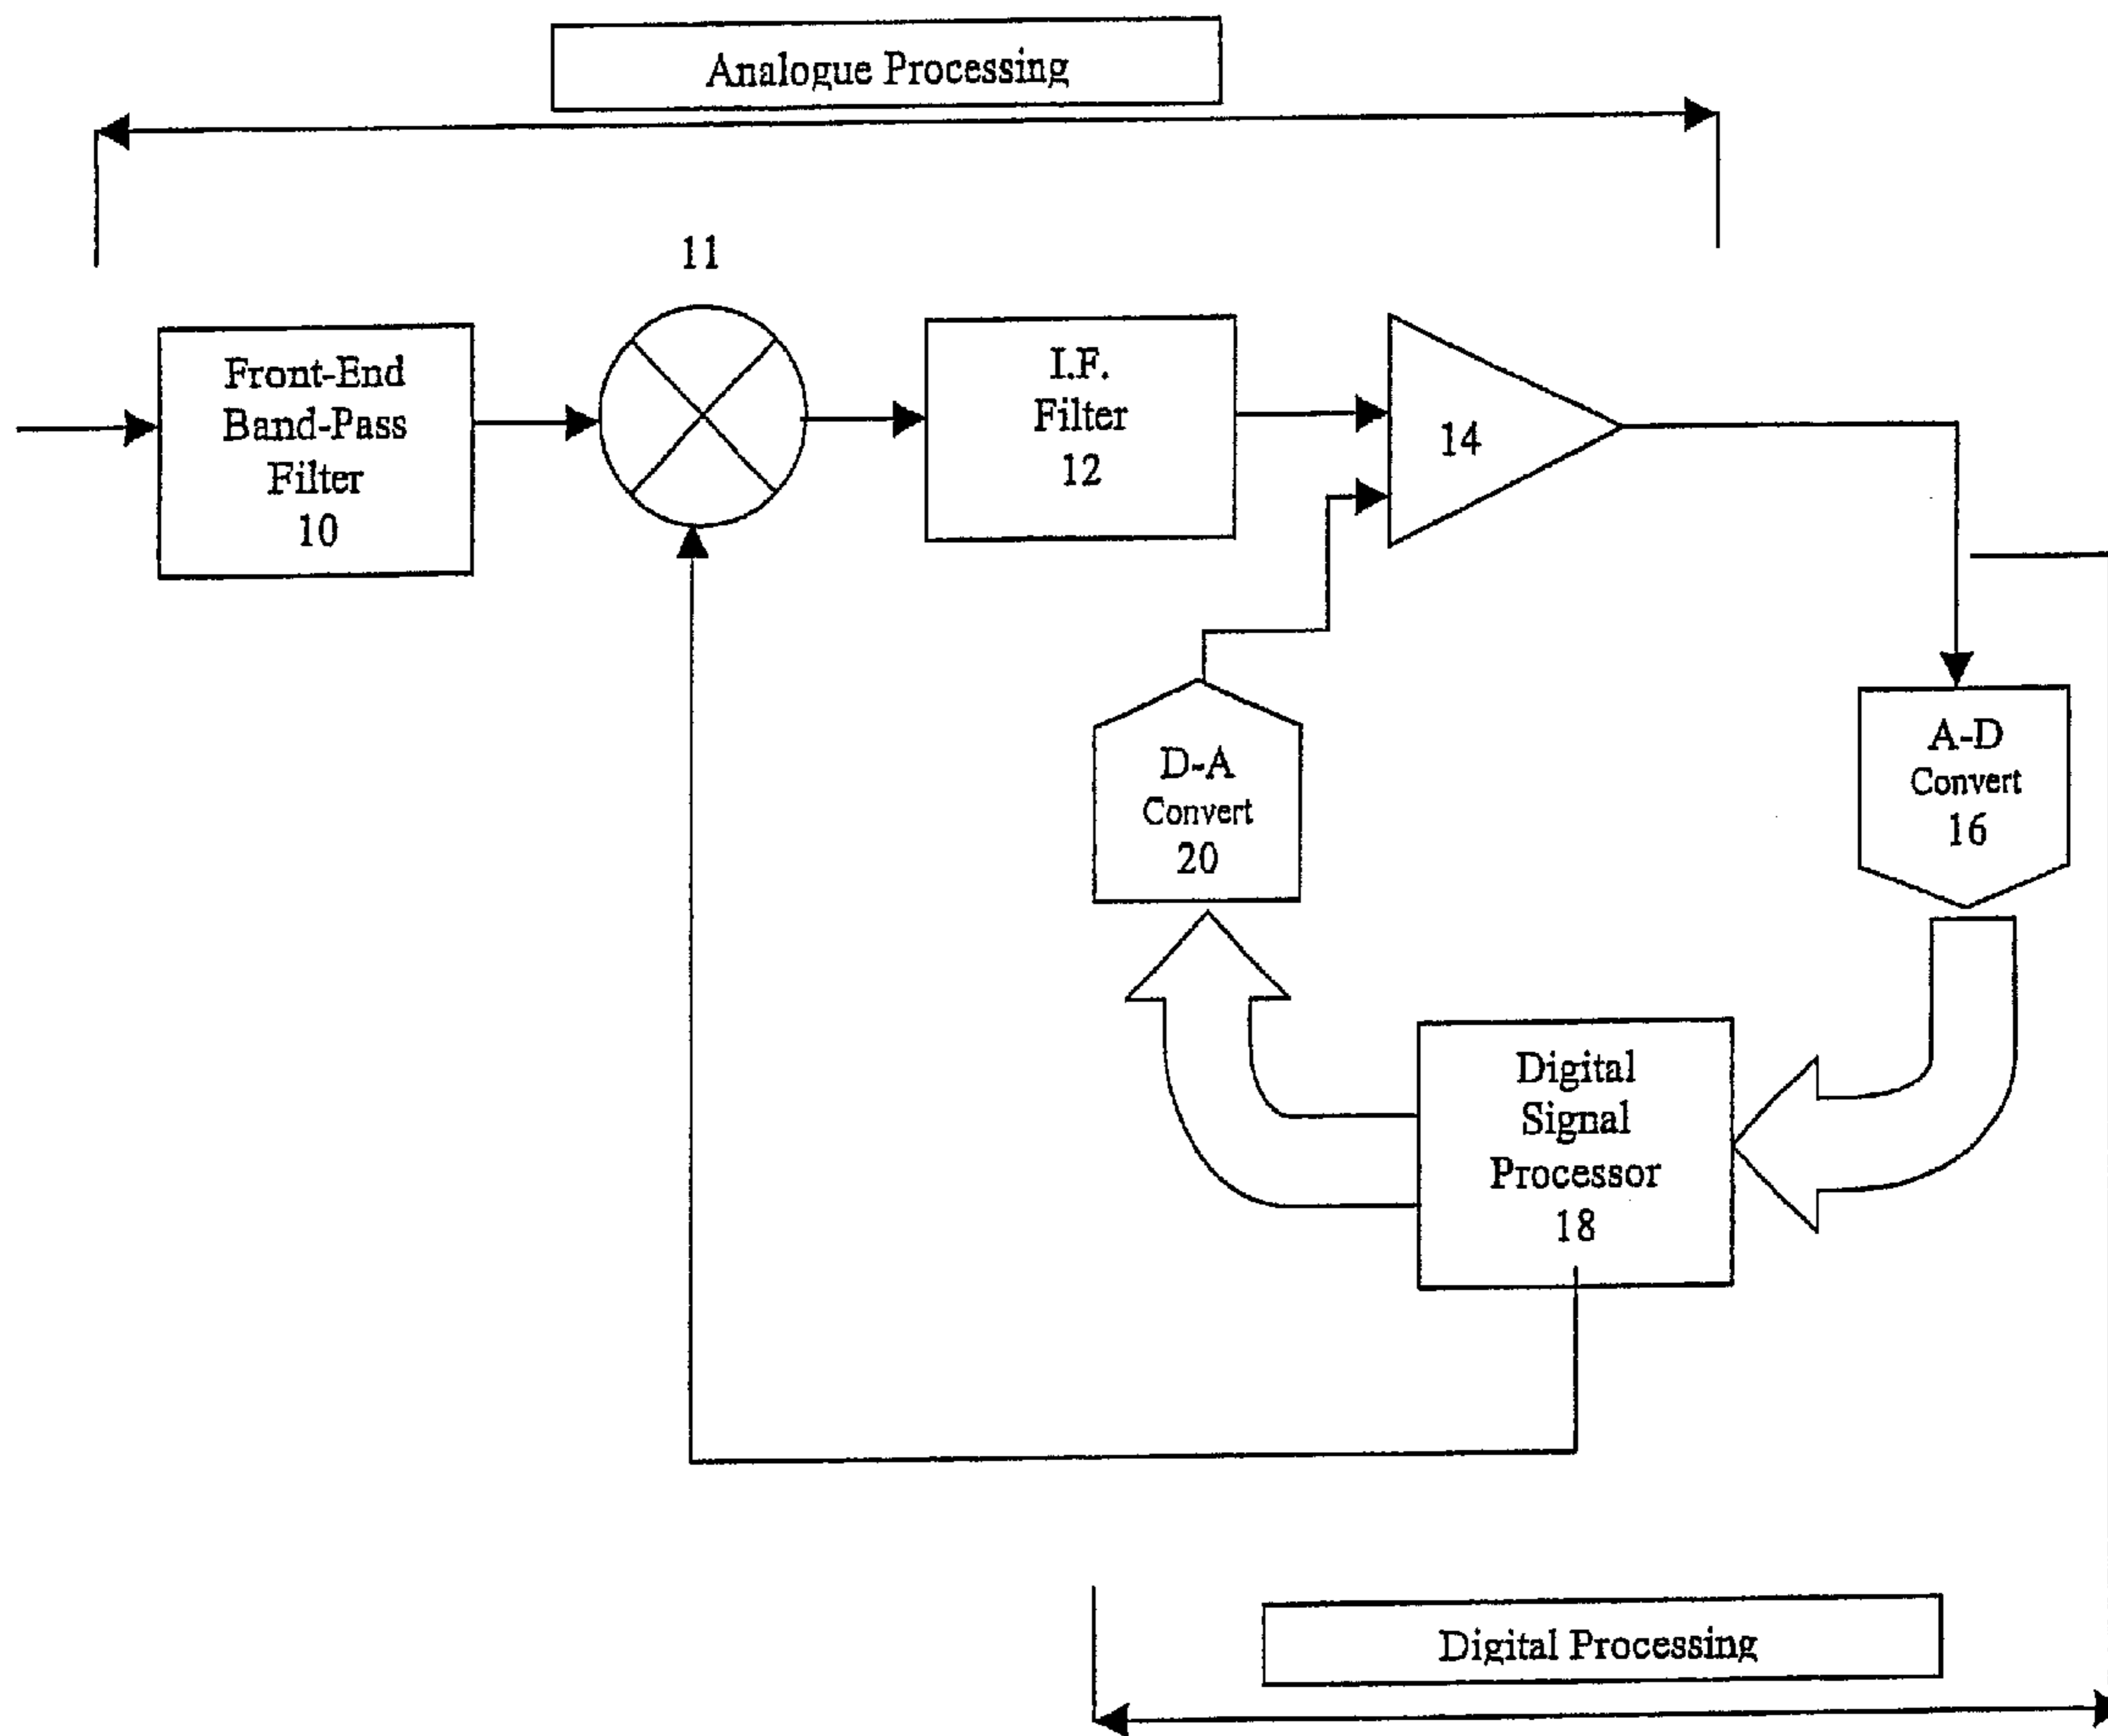 Analogue Processing
11
Front-End
Band-Pass
Filter
10
I.F.
Filter
12
14
D-A
Convert
20
A-D
Convert
16
Digital
Signal
Processor
18
Digital Processing